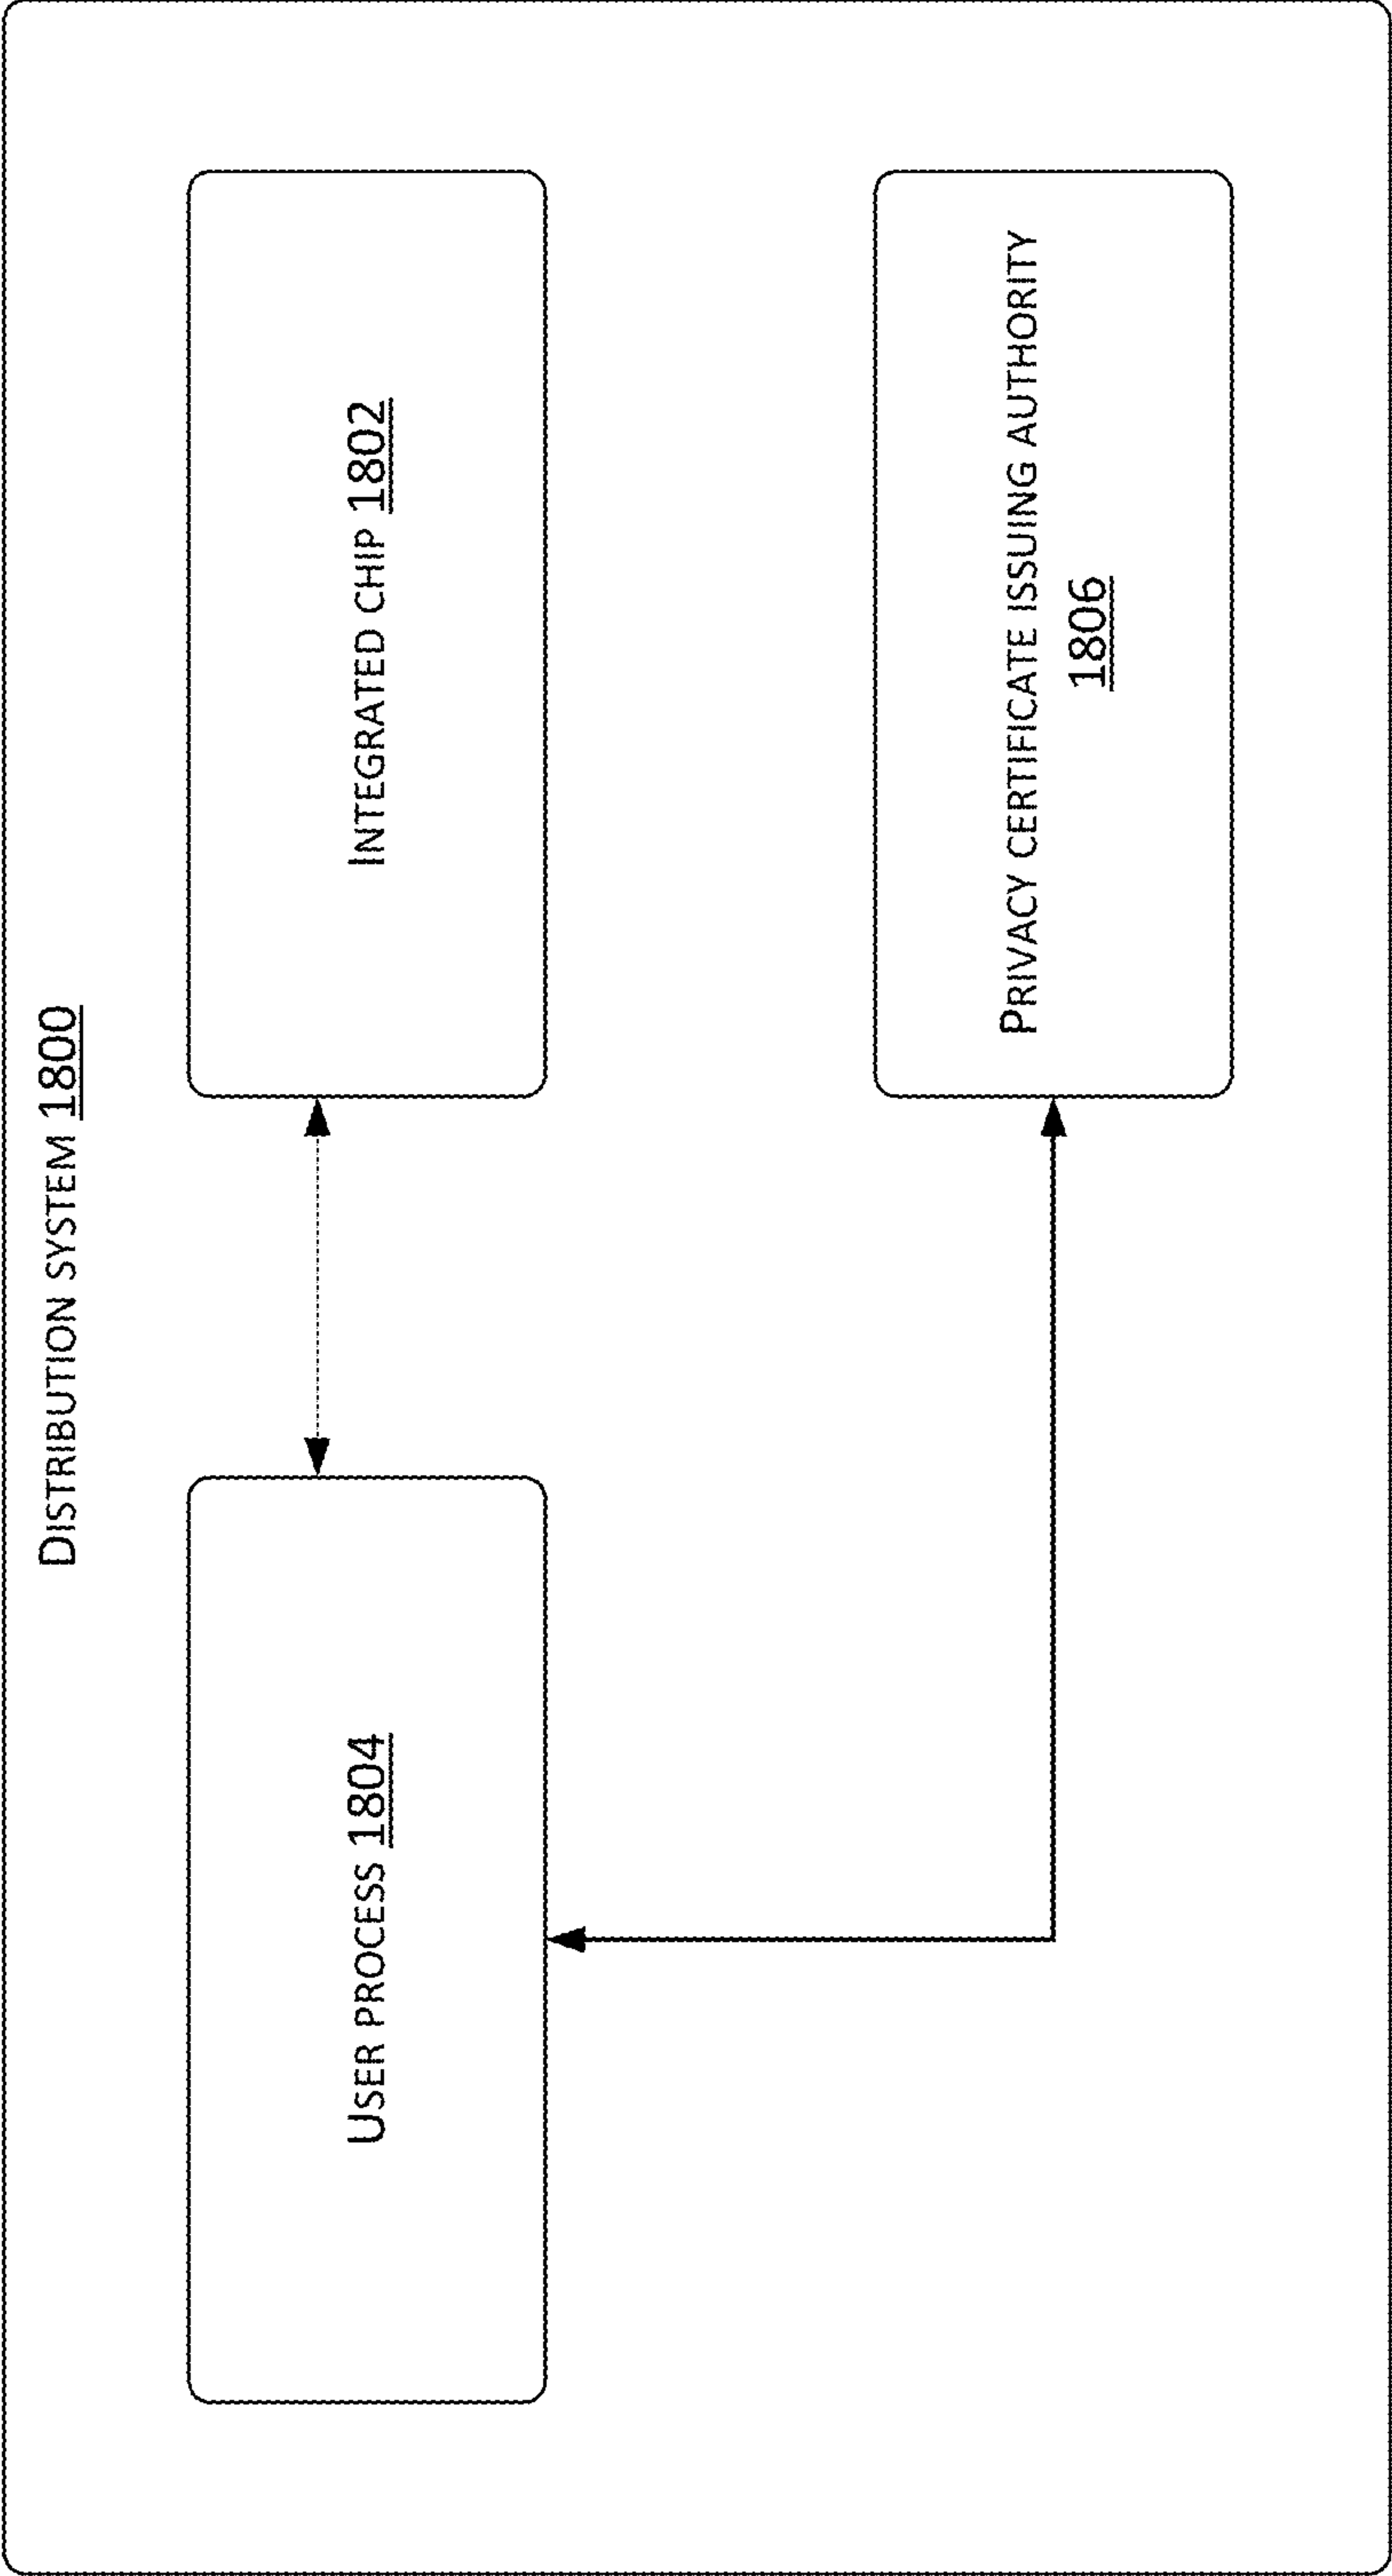 DISTRIBUTION SYSTEM 1800
USER PROCESS 1804
INTEGRATED CHIP 1802
PRIVACY CERTIFICATE ISSUING AUTHORITY
1806